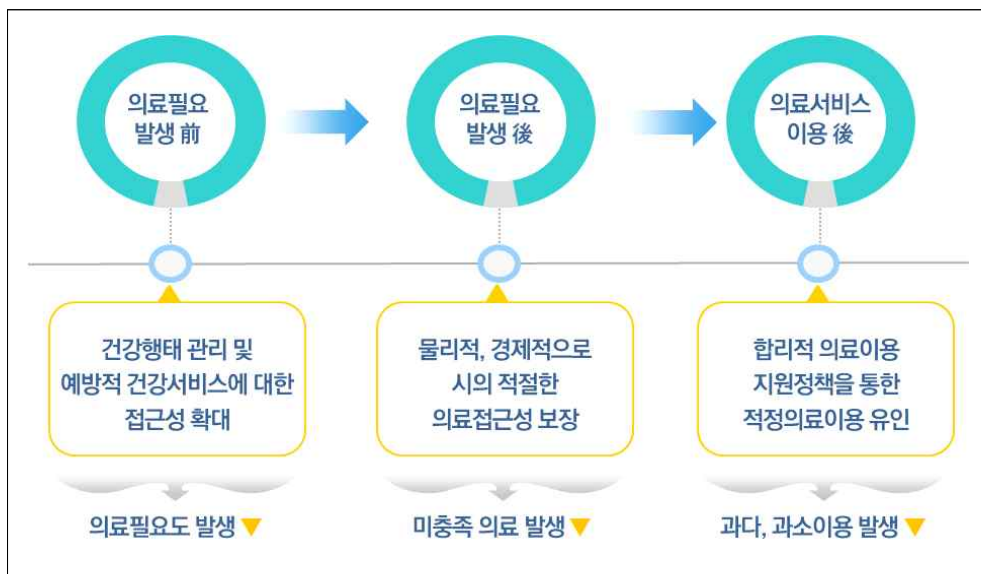 의료필요
발생 前
의료필요
발생 後
의료서비스
이용 後
건강행태 관리 및
예방적 건강서비스에 대한
접근성 확대
물리적, 경제적으로
시의 적절한
의료접근성 보장
합리적 의료이용
지원정책을 통한
적정의료이용 유인
의료필요도 발생 ▼
미충족 의료 발생 ▼
과다, 과소이용 발생 ▼